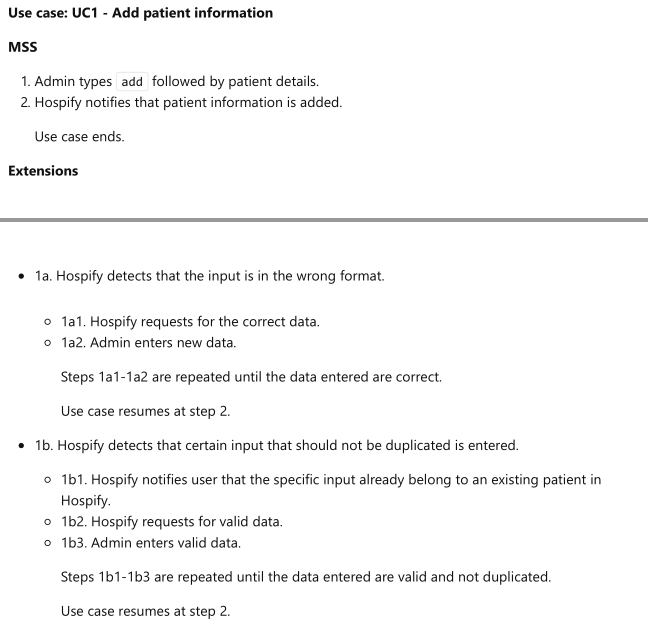 Use case: UC1 - Add patient information
MSS
1. Admin types add followed by patient details.
2. Hospify notifies that patient information is added.
Use case ends.
Extensions
• 1a. Hospify detects that the input is in the wrong format.
○ 1a1. Hospify requests for the correct data.
○ 1a2. Admin enters new data.
Steps 1a1-1a2 are repeated until the data entered are correct.
Use case resumes at step 2.
• 1b. Hospify detects that certain input that should not be duplicated is entered.
○ 1b1. Hospify notifies user that the specific input already belong to an existing patient in
Hospify.
○ 1b2. Hospify requests for valid data.
○ 1b3. Admin enters valid data.
Steps 1b1-1b3 are repeated until the data entered are valid and not duplicated.
Use case resumes at step 2.